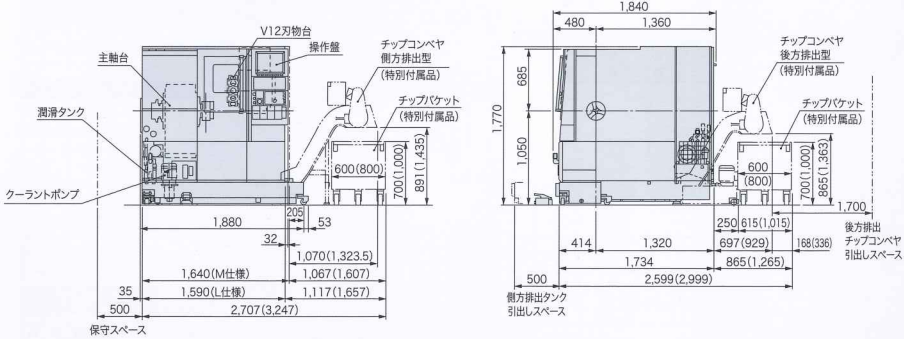 V12刃物台
操作盤
主軸台
チップコンベヤ
側方排出型
(特別付属品)
チップバケット
(特別付属品)
潤滑タンク
クーラントポンプ
600(800)
700(1,000)
891(1,435)
205
53
1,880
32
1,070(1,323.5)
1,640(M仕様)
1,067(1,607)
35
1,590(L仕様)
1,117(1,657)
500
2,707(3,247)
保守スペース
1,840
480
1,360
チップコンベヤ
後方排出型
(特別付属品)
チップバケット
(特別付属品)
685
1,770
1,050
600
(800)
700(1,000)
865(1,363)
1,700
後方排出
チップコンベヤ
引出しスペース
250
615(1,015)
414
1,320
697(929)
168(336)
1,734
865(1,265)
500
2,599(2,999)
側方排出タンク
引出しスペース